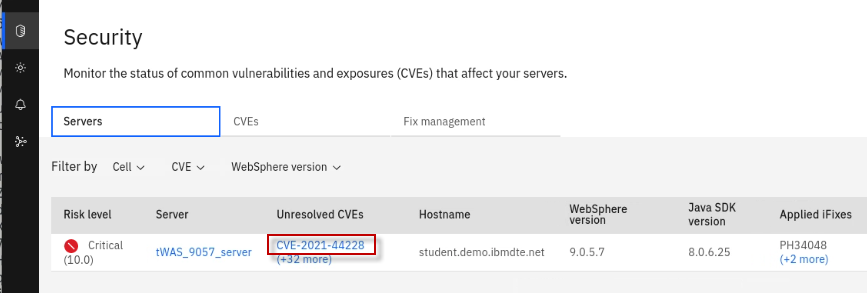 Security
Monitor the status of common vulnerabilities and exposures (CVEs) that affect your servers.
Servers CVEs Fix management
Filter by Cell CVE WebSphere version
Risk level Server Unresolved CVEs Hostname WebSphere version Java SDK version Applied iFixes
Critical (10.0) tWAS_9057_server CVE-2021-44228 (+32 more) student.demo.ibmdte.net 9.0.5.7 8.0.6.25 PH34048 (+2 more)